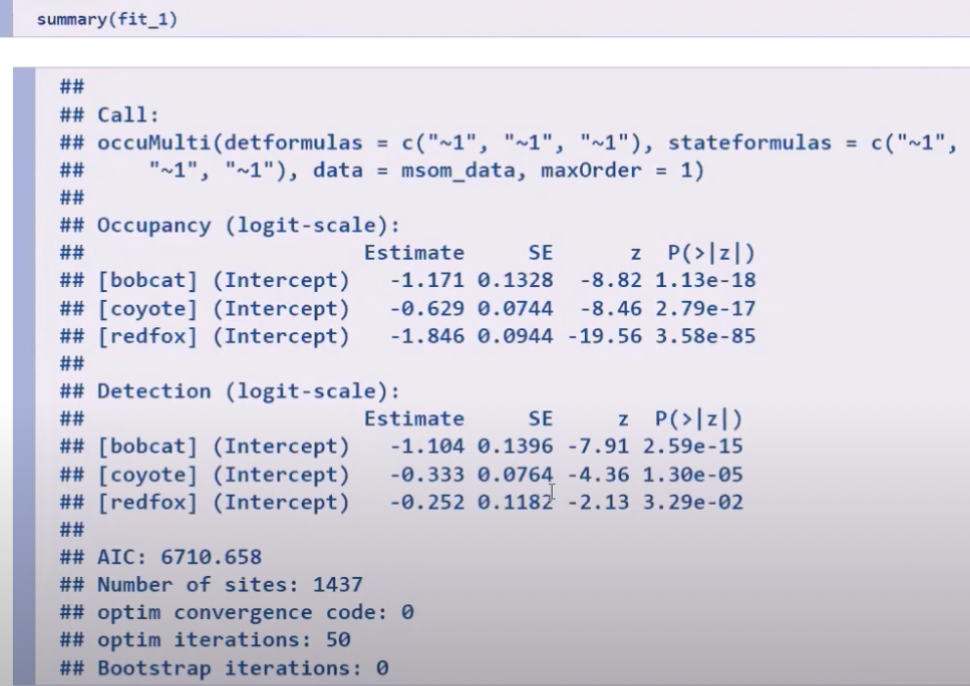 summary(fit_1)
##
## Call:
## occuMulti(detformulas = c("~1", "~1", "~1"), stateformulas = c("~1",
##     "~1", "~1"), data = msom_data, maxOrder = 1)
##
## Occupancy (logit-scale):
##                      Estimate     SE      z  P(>|z|)
## [bobcat] (Intercept)   -1.171 0.1328  -8.82 1.13e-18
## [coyote] (Intercept)   -0.629 0.0744  -8.46 2.79e-17
## [redfox] (Intercept)   -1.846 0.0944 -19.56 3.58e-85
##
## Detection (logit-scale):
##                      Estimate     SE     z  P(>|z|)
## [bobcat] (Intercept)   -1.104 0.1396 -7.91 2.59e-15
## [coyote] (Intercept)   -0.333 0.0764 -4.36 1.30e-05
## [redfox] (Intercept)   -0.252 0.1182 -2.13 3.29e-02
##
## AIC: 6710.658
## Number of sites: 1437
## optim convergence code: 0
## optim iterations: 50
## Bootstrap iterations: 0